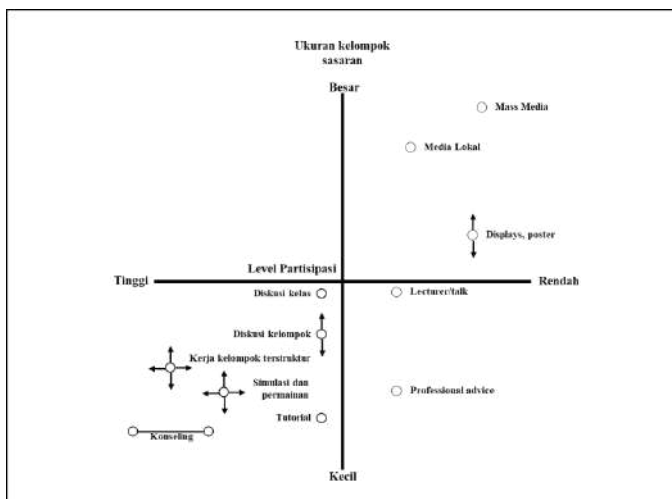 Ukuran kelompok
sasaran
Besar
Mass Media
Media Lokal
Displays, poster
Level Partisipasi
Tinggi
Rendah
Diskusi kelas
Lecturer/talk
Diskusi kelompok
Kerja kelompok terstruktur
Simulasi dan
permainan
Professional advice
Tutorial
Konseling
Kecil